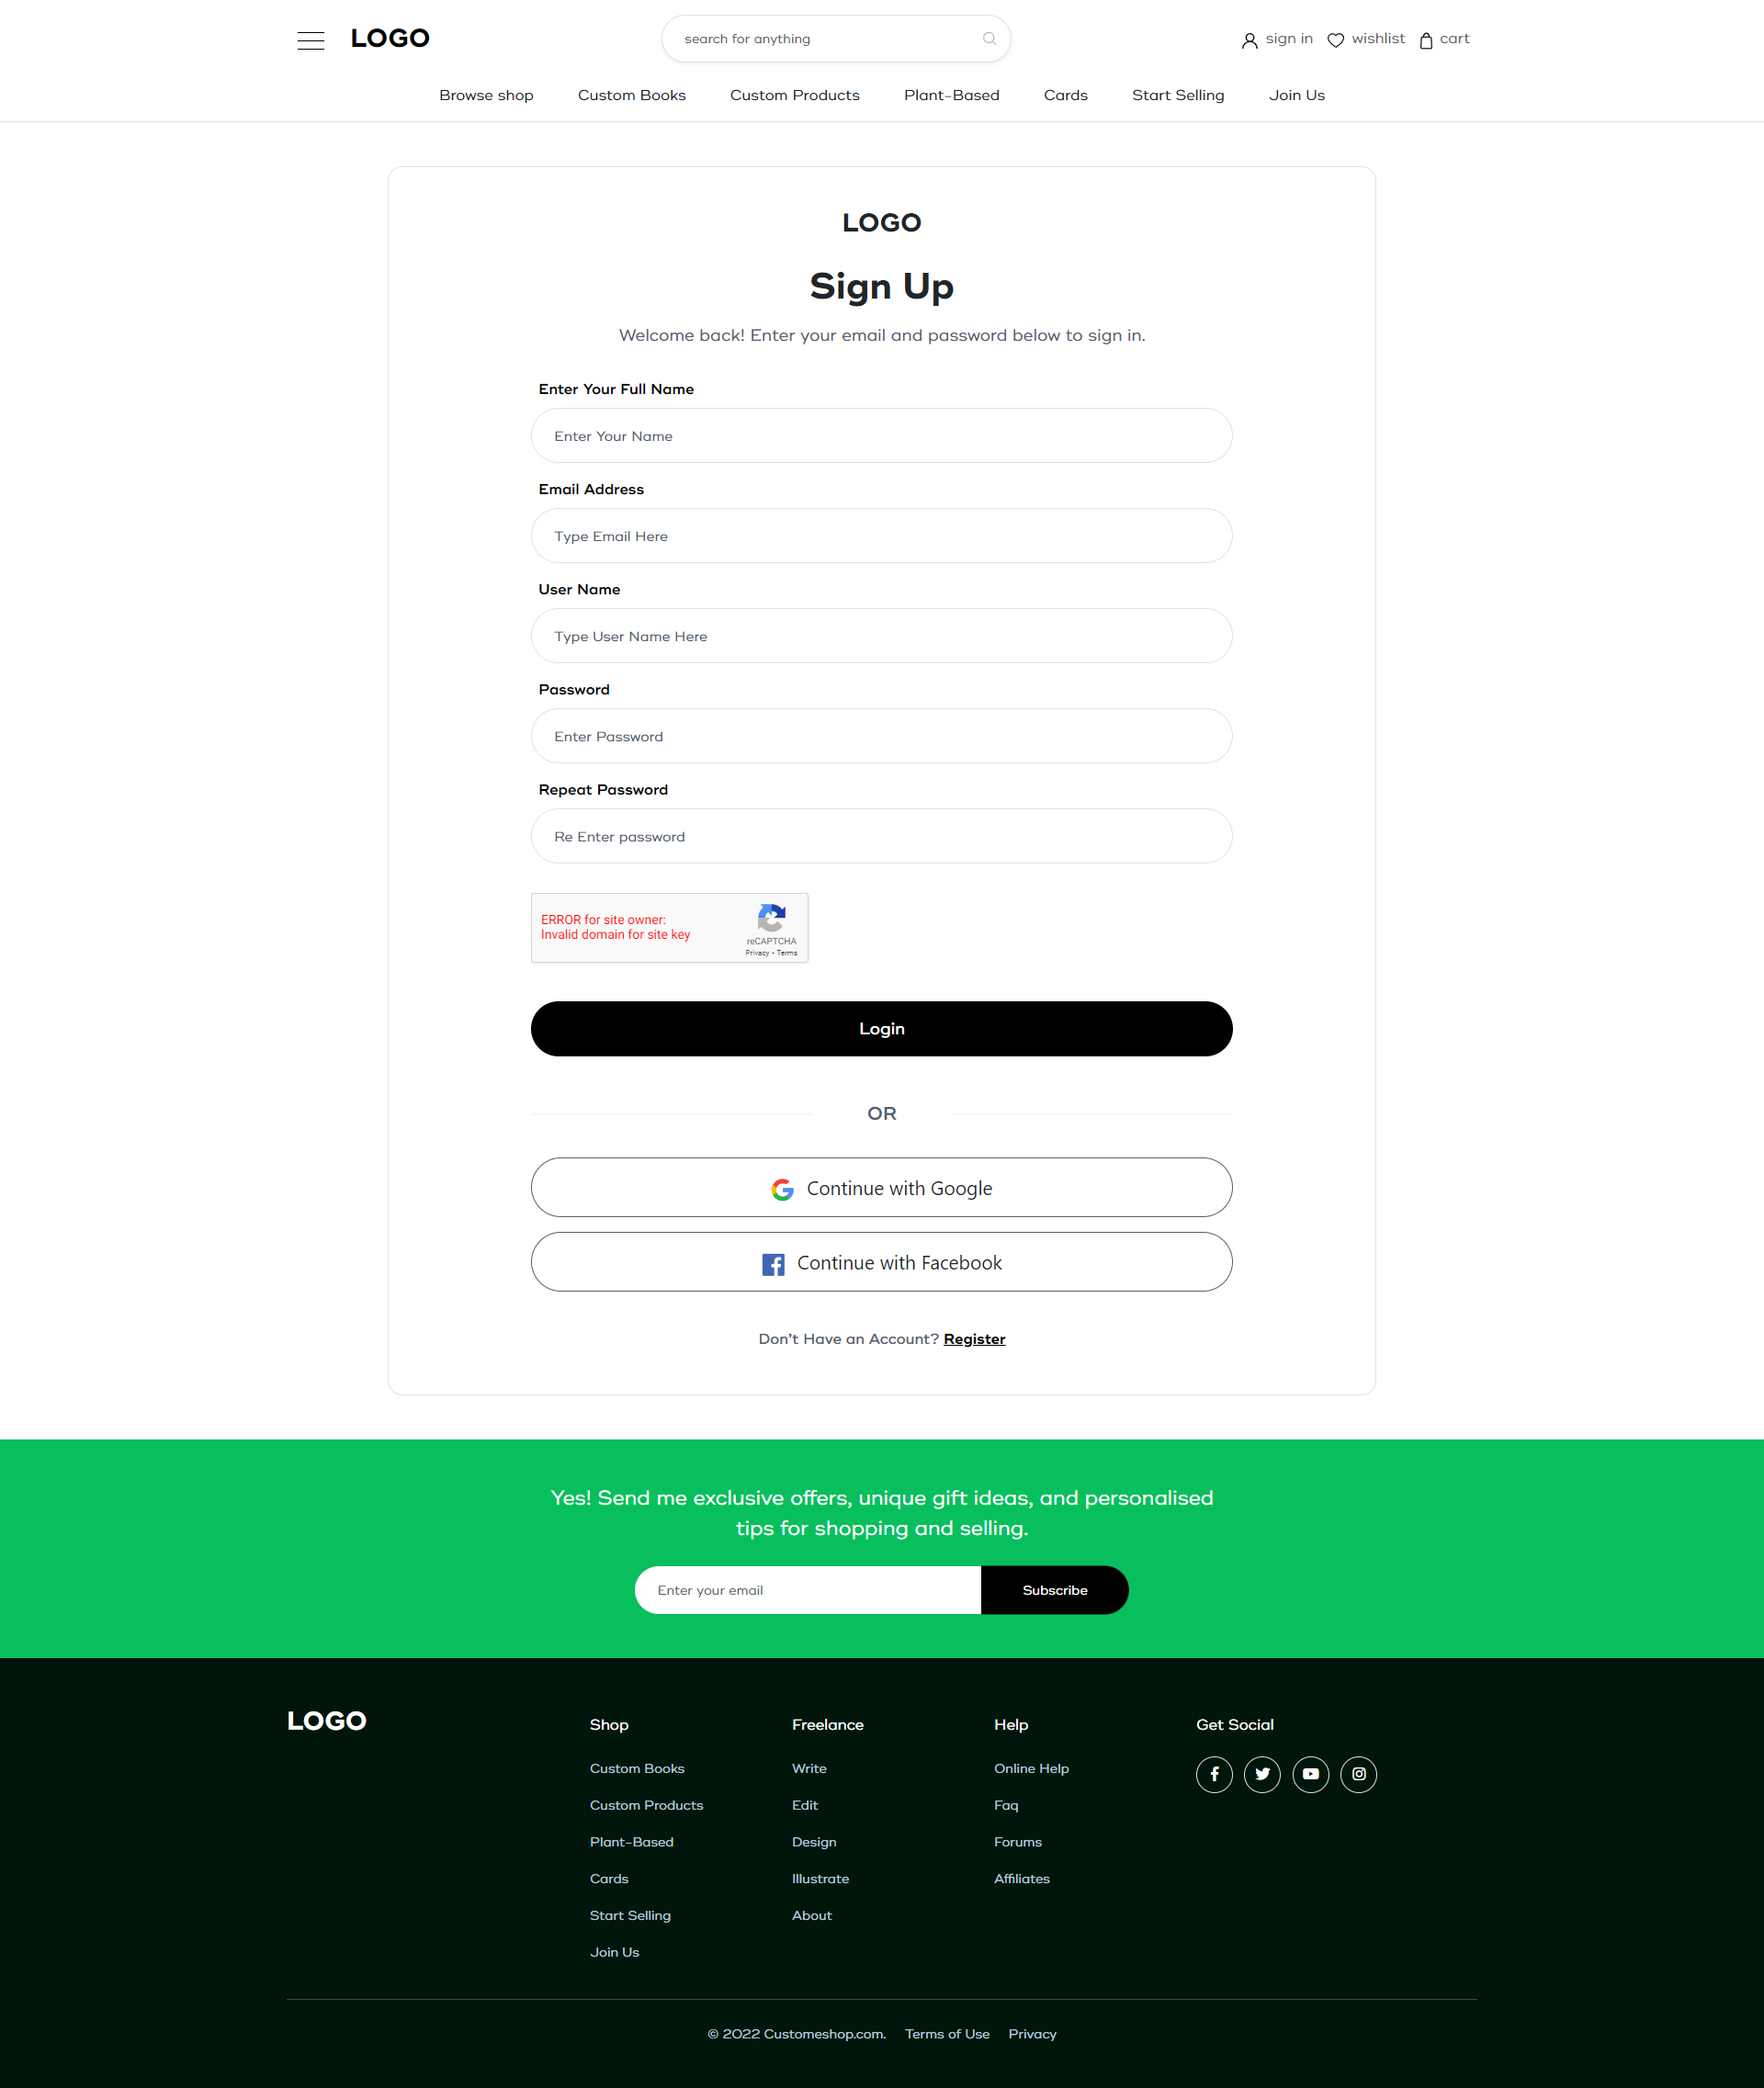 LOGO
search for anything
sign in wishlist cart
Browse shop Custom Books Custom Products Plant-Based Cards Start Selling Join Us
LOGO
Sign Up
Welcome back! Enter your email and password below to sign in.
Enter Your Full Name
Enter Your Name
Email Address
Type Email Here
User Name
Type User Name Here
Password
Enter Password
Repeat Password
Re Enter password
ERROR for site owner:
Invalid domain for site key
reCAPTCHA
Privacy - Terms
Login
OR
Continue with Google
Continue with Facebook
Don't Have an Account? Register
Yes! Send me exclusive offers, unique gift ideas, and personalised
tips for shopping and selling.
Enter your email
Subscribe
LOGO
Shop
Custom Books
Custom Products
Plant-Based
Cards
Start Selling
Join Us
Freelance
Write
Edit
Design
Illustrate
About
Help
Online Help
Faq
Forums
Affiliates
Get Social
© 2022 Customeshop.com. Terms of Use Privacy